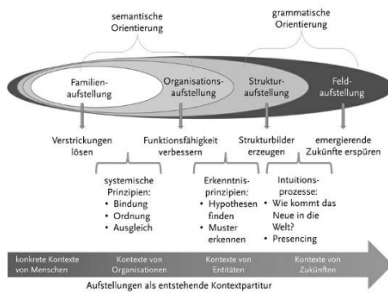 semantische
Orientierung
grammatische
Orientierung
Familien-
aufstellung
Organisations-
aufstellung
Struktur-
aufstellung
Feld-
aufstellung
Verstrickungen
lösen
Funktionsfähigkeit
verbessern
Strukturbilder
erzeugen
emergierende
Zukünfte erspüren
systemische
Prinzipien:
• Bindung
• Ordnung
• Ausgleich
Erkenntnis-
prinzipien:
• Hypothesen
finden
• Muster
erkennen
Intuitions-
prozesse:
• Wie kommt das
Neue in die
Welt?
• Presencing
konkrete Kontexte
von Menschen
Kontexte von
Organisationen
Kontexte von
Entitäten
Kontexte von
Zukünften
Aufstellungen als entstehende Kontextpartitur